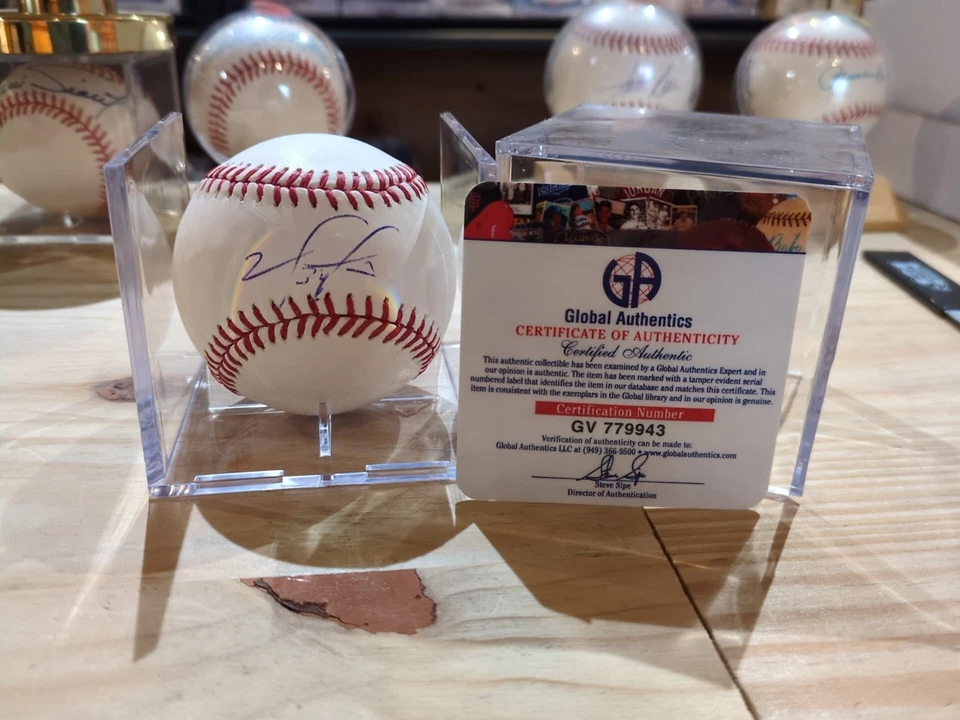 34
GA
Global Authentics
CERTIFICATE OF AUTHENTICITY
Certified Authentic
This authentic collectible has been examined by a Global Authentics Expert and in
our opinion is authentic. The item has been marked with a tamper evident serial
numbered label that identifies the item in our database and matches this certificate. This
item is consistent with the exemplars in the Global library and in our opinion is genuine.
Certification Number
GV 779943
Verification of authenticity can be made to:
Global Authentics LLC at (949) 366-9500 • www.globalauthentics.com
Steve Sipe
Director of Authentication